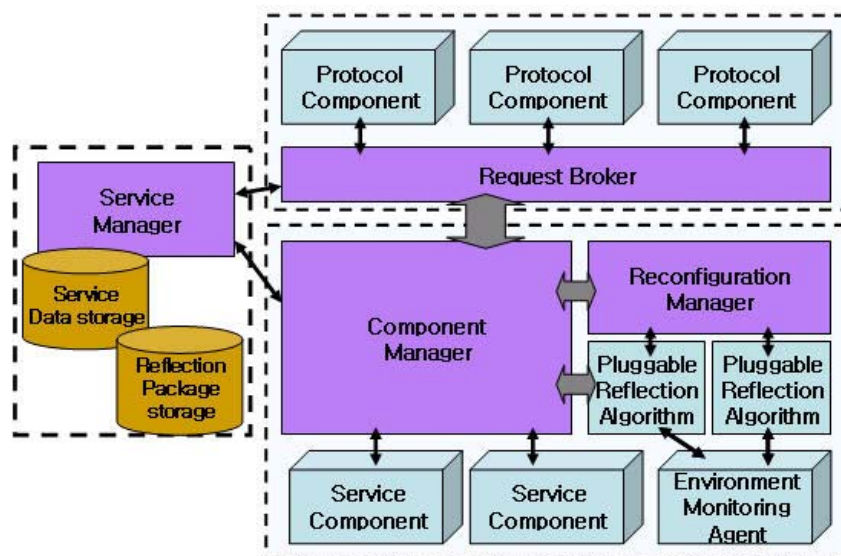 Protocol
Component
Protocol
Component
Protocol
Component
Request Broker
Service
Manager
Service
Data storage
Reflection
Package
storage
Component
Manager
Reconfiguration
Manager
Pluggable
Reflection
Algorithm
Pluggable
Reflection
Algorithm
Service
Component
Service
Component
Environment
Monitoring
Agent